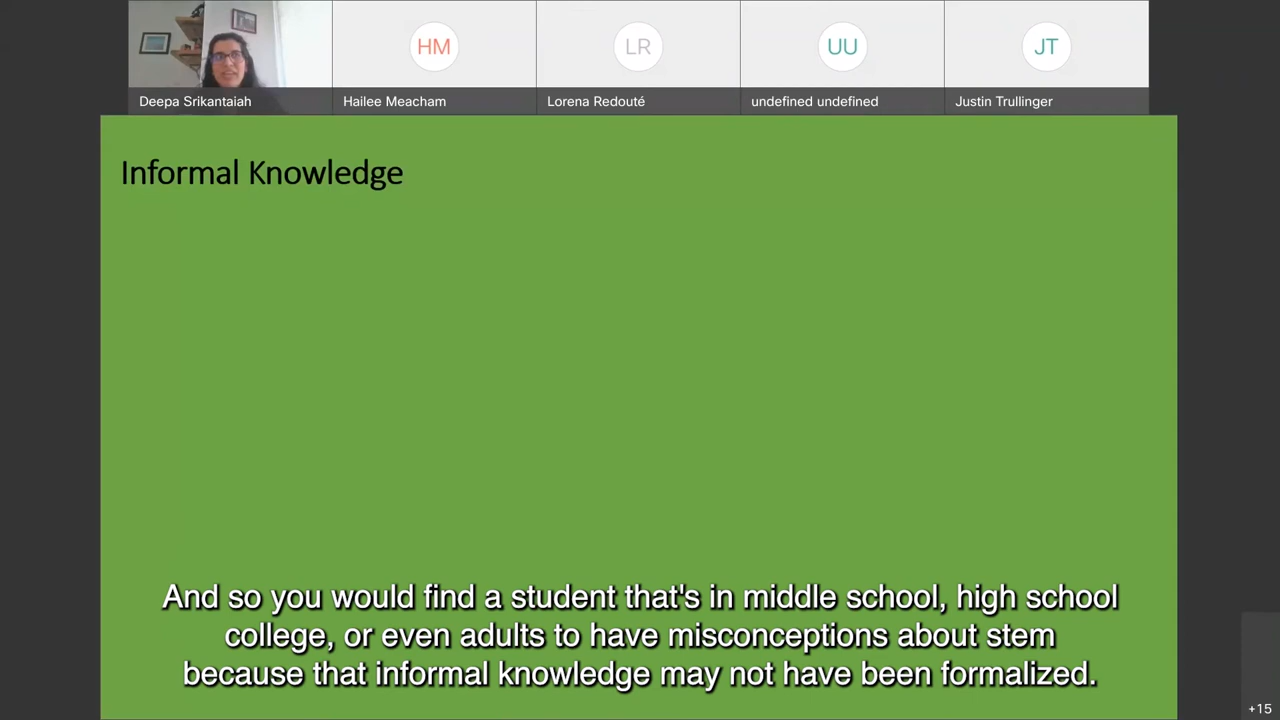 HM
LR
UU
JT
Deepa Srikantaiah
Hailee Meacham
Lorena Redouté
undefined undefined
Justin Trullinger
Informal Knowledge
And so you would find a student that's in middle school, high school
college, or even adults to have misconceptions about stem
because that informal knowledge may not have been formalized.
+15